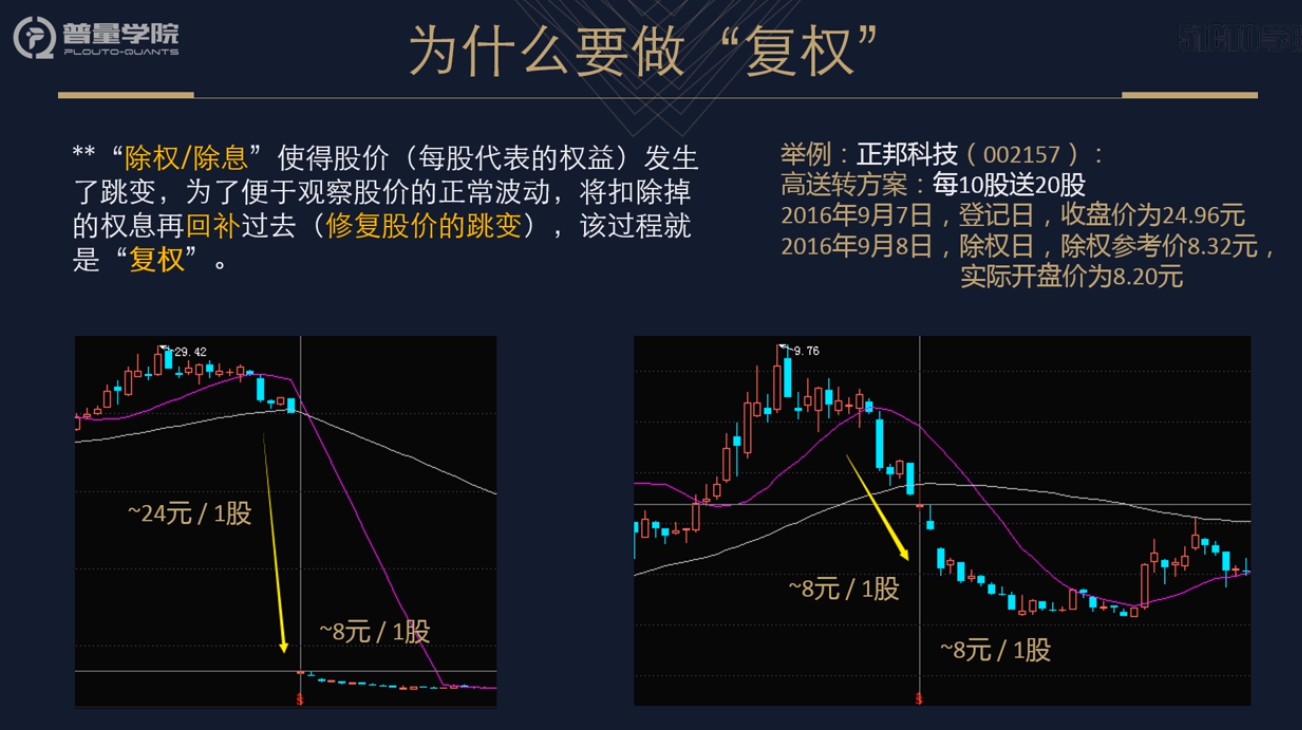 普量学院
PLOUTO-QUANTS
为什么要做“复权”
**“除权/除息”使得股价（每股代表的权益）发生
了跳变，为了便于观察股价的正常波动，将扣除掉
的权息再回补过去（修复股价的跳变），该过程就
是“复权”。
举例：正邦科技（002157）：
高送转方案：每10股送20股
2016年9月7日，登记日，收盘价为24.96元
2016年9月8日，除权日，除权参考价8.32元，
实际开盘价为8.20元
29.42
~24元 / 1股
~8元 / 1股
9.76
~8元 / 1股
~8元 / 1股